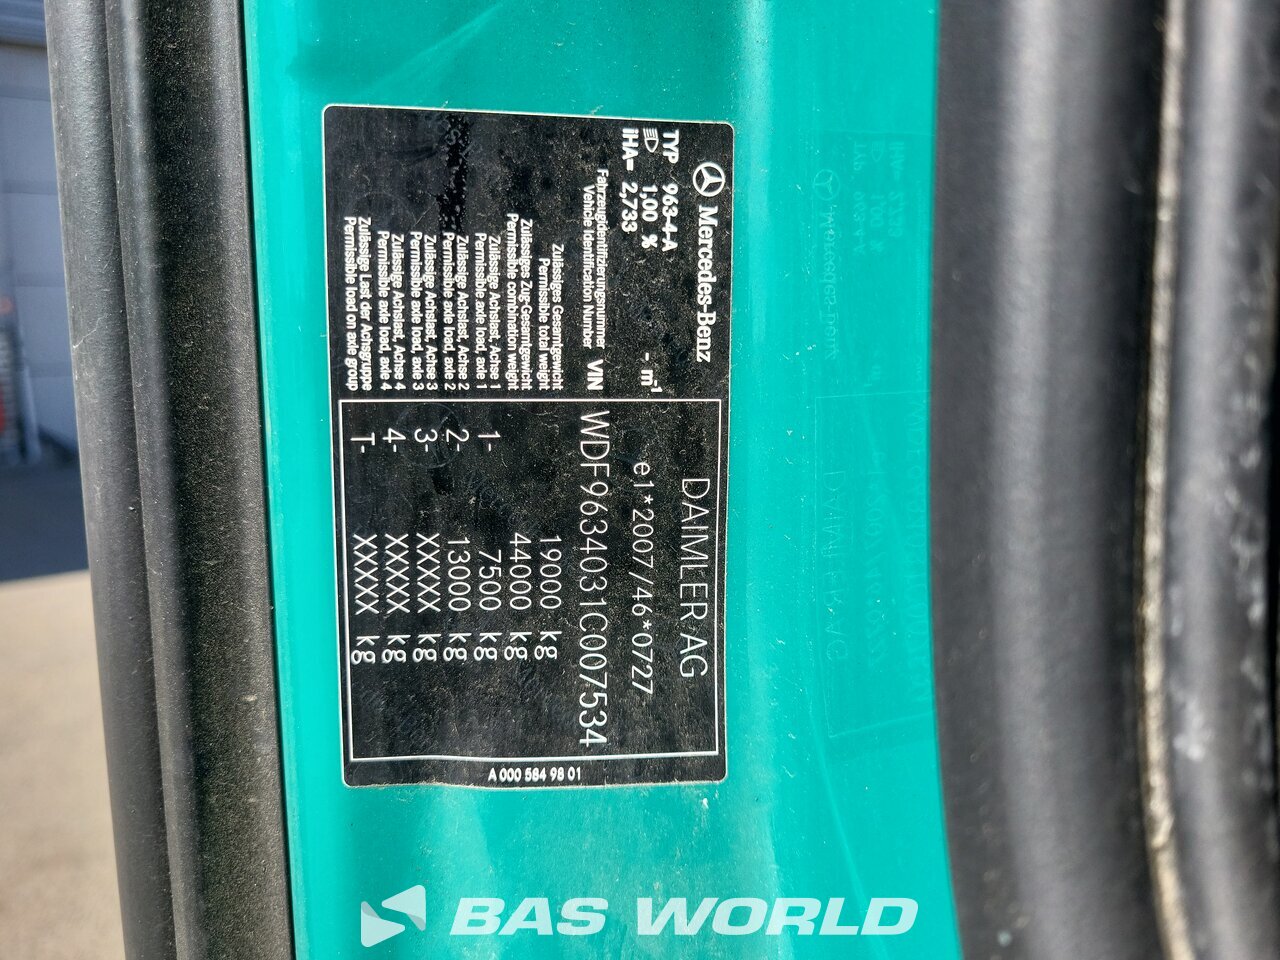 Mercedes-Benz
DAIMLER AG
TYP 963-4-A
1,00 % - m⁻¹
e1*2007/46*0727
iHA= 2,733
Fahrzeugidentifizierungsnummer
Vehicle Identification Number VIN WDF9634031C007534
Zulässiges Gesamtgewicht
Permissible total weight 19000 kg
Zulässiges Zug-Gesamtgewicht
Permissible combination weight 44000 kg
Zulässige Achslast, Achse 1
Permissible axle load, axle 1 1- 7500 kg
Zulässige Achslast, Achse 2
Permissible axle load, axle 2 2- 13000 kg
Zulässige Achslast, Achse 3
Permissible axle load, axle 3 3- XXXXX kg
Zulässige Achslast, Achse 4
Permissible axle load, axle 4 4- XXXXX kg
Zulässige Last der Achsgruppe
Permissible load on axle group T- XXXXX kg
A 000 584 98 01
BAS WORLD